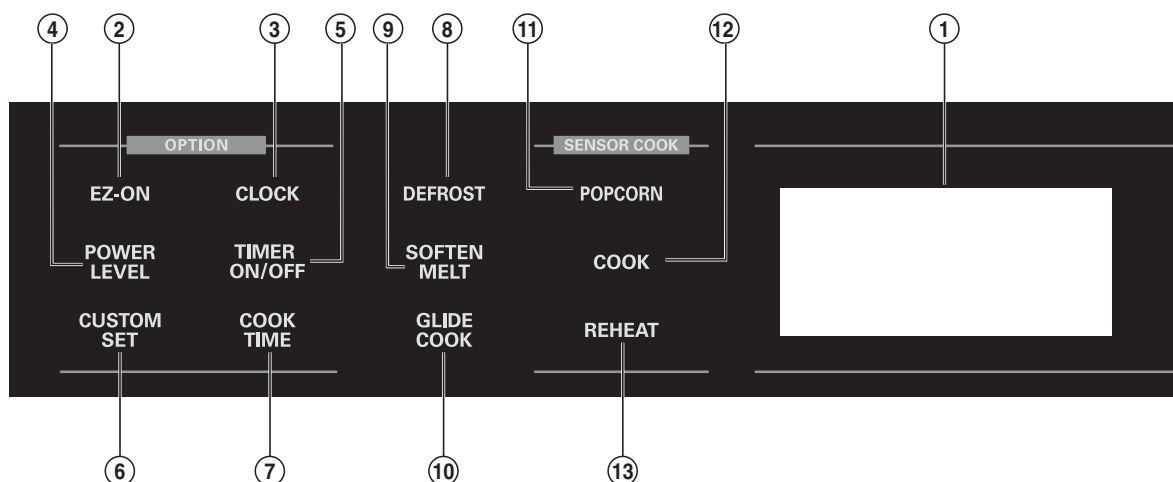 4 2 3 5 9 8 11 12 1
OPTION
SENSOR COOK
EZ-ON CLOCK DEFROST POPCORN
POWER LEVEL
TIMER ON/OFF
SOFTEN MELT
COOK
CUSTOM SET
COOK TIME
GLIDE COOK
REHEAT
6 7 10 13